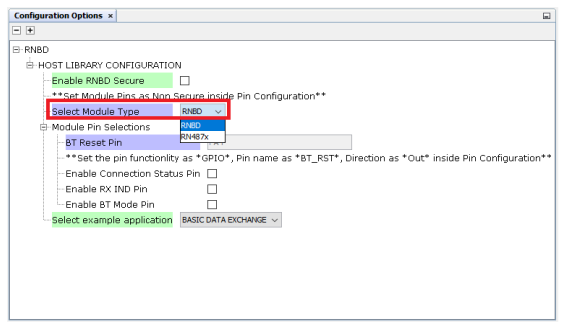 Configuration Options ×
RNBD
HOST LIBRARY CONFIGURATION
Enable RNBD Secure
**Set Module Pins as Non Secure inside Pin Configuration**
Select Module Type RNBD
RNBD
Module Pin Selections
RN487x
BT Reset Pin
**Set the pin functionlity as *GPIO*, Pin name as *BT_RST*, Direction as *Out* inside Pin Configuration**
Enable Connection Status Pin
Enable RX IND Pin
Enable BT Mode Pin
Select example application BASIC DATA EXCHANGE